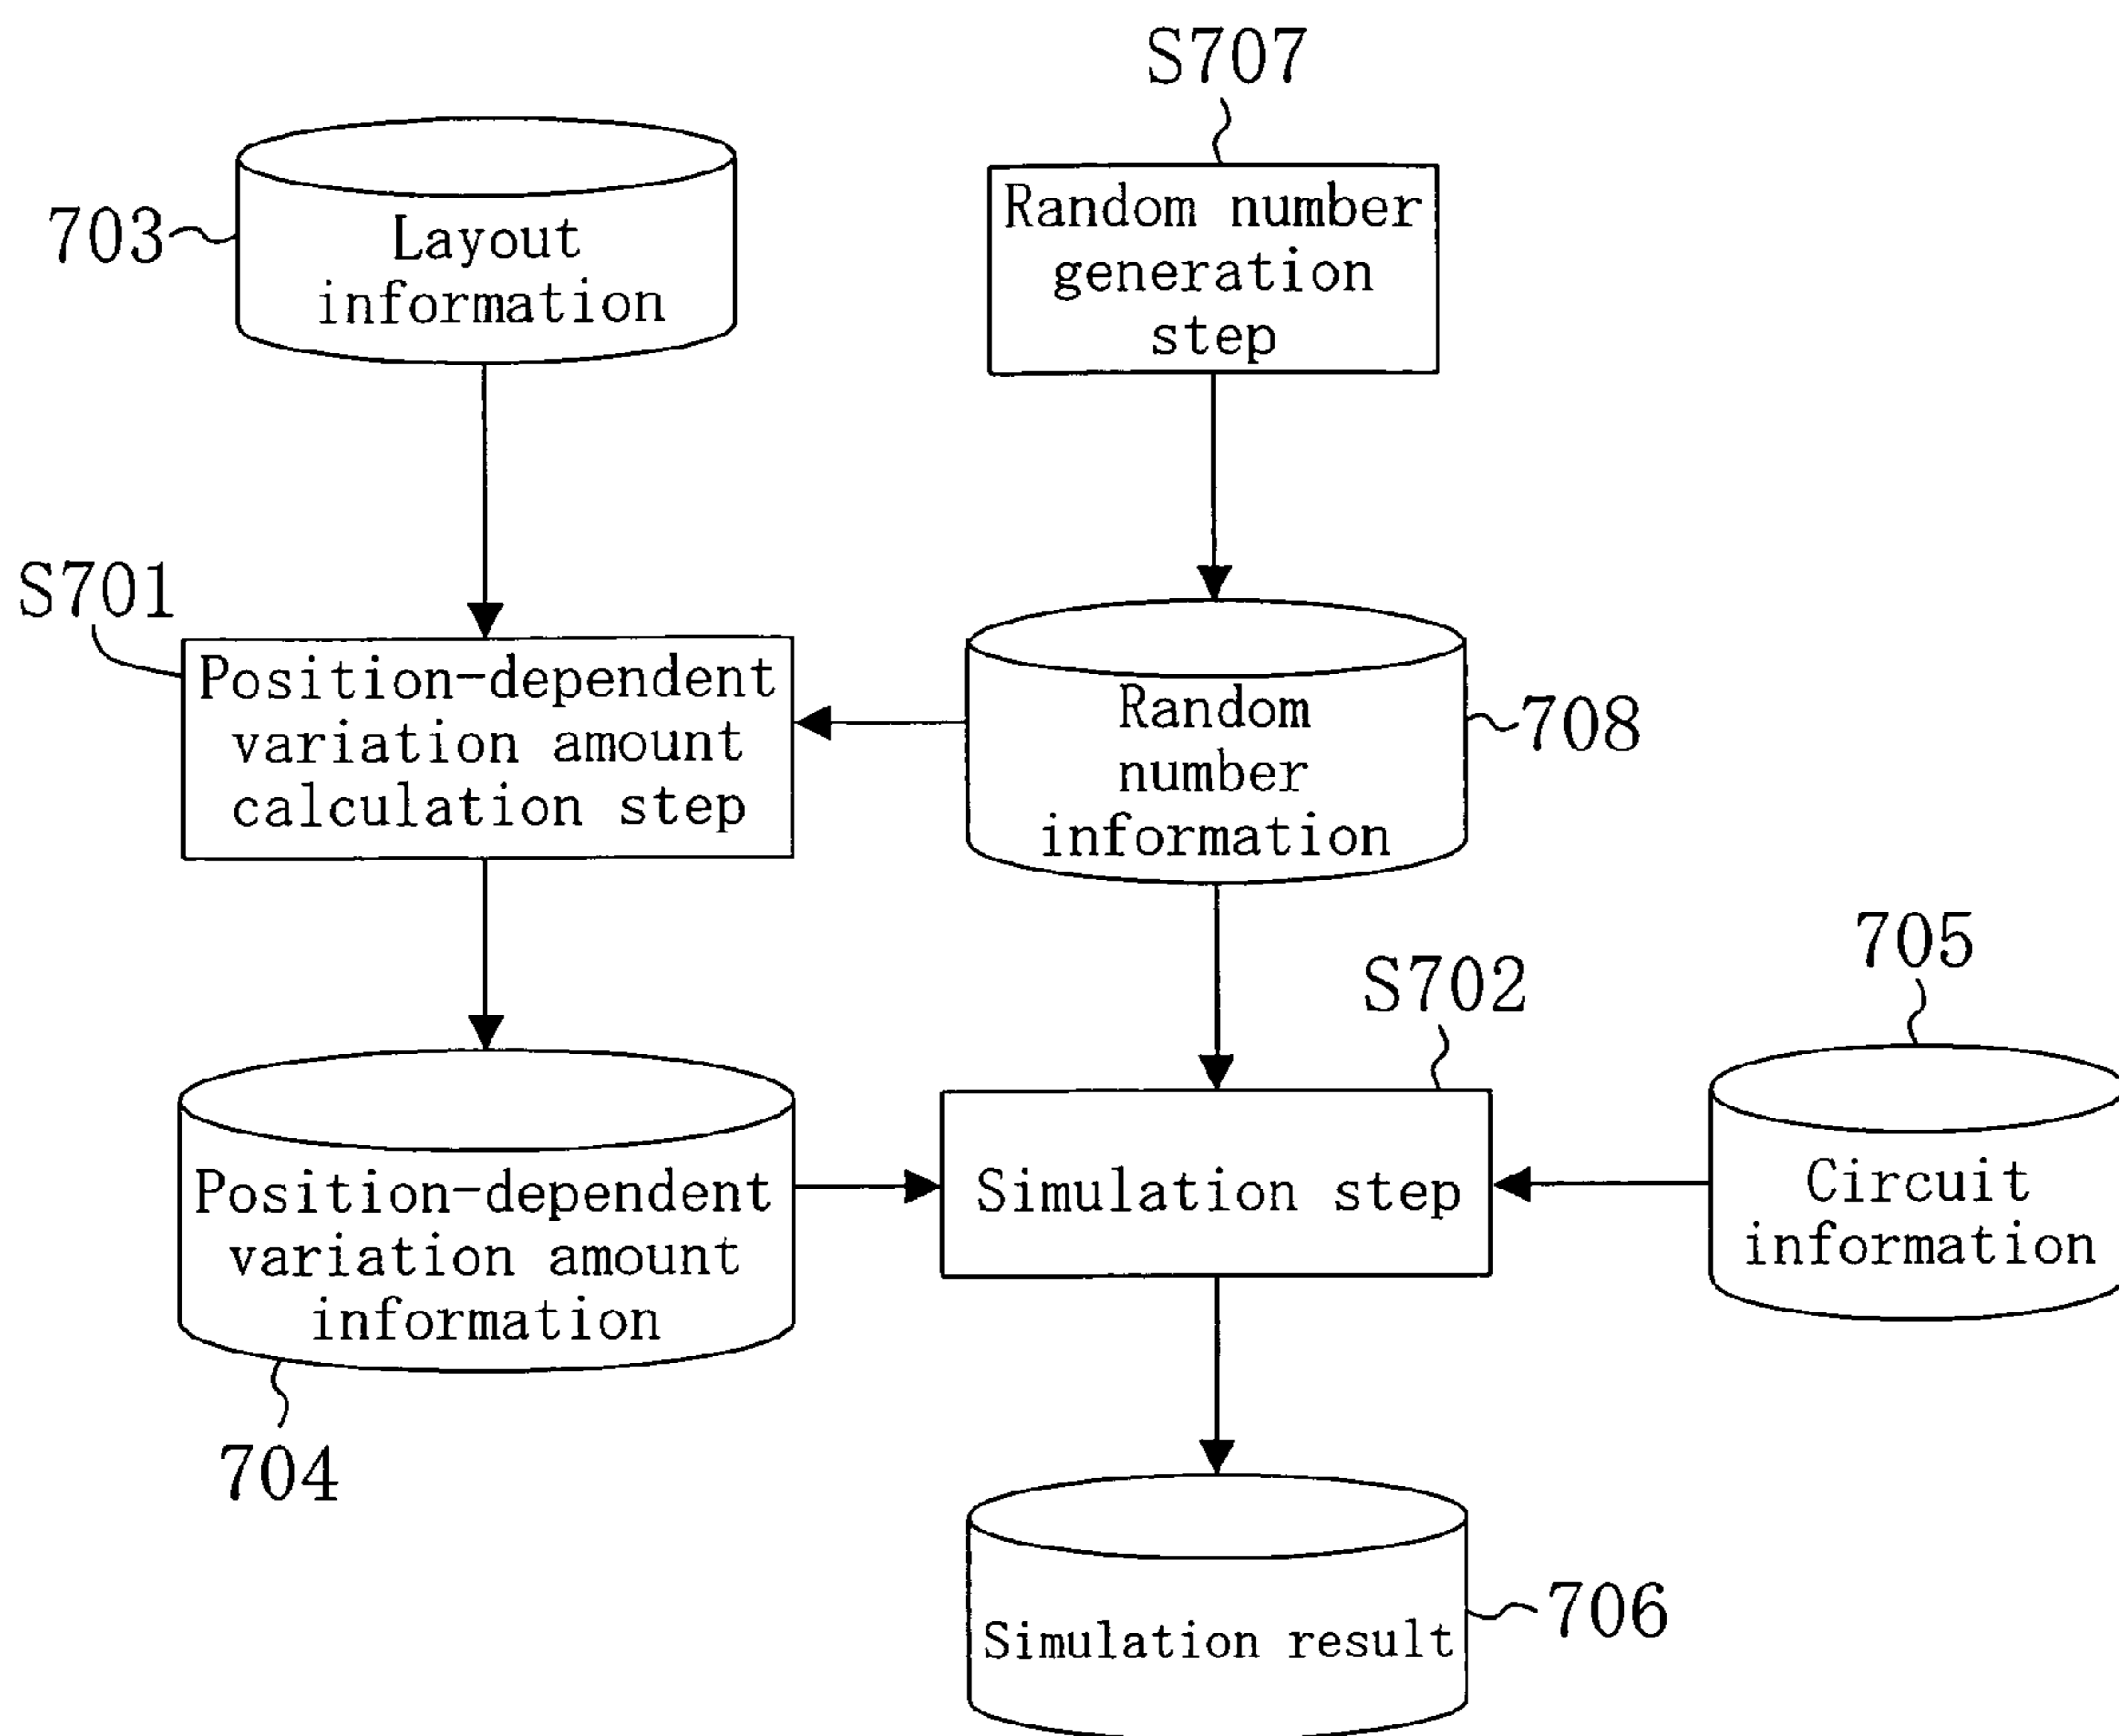 S707
703
Layout
information
Random number
generation
step
S701
Position-dependent
variation amount
calculation step
Random
number
information
708
S702
705
Position-dependent
variation amount
information
Simulation step
Circuit
information
704
Simulation result
706